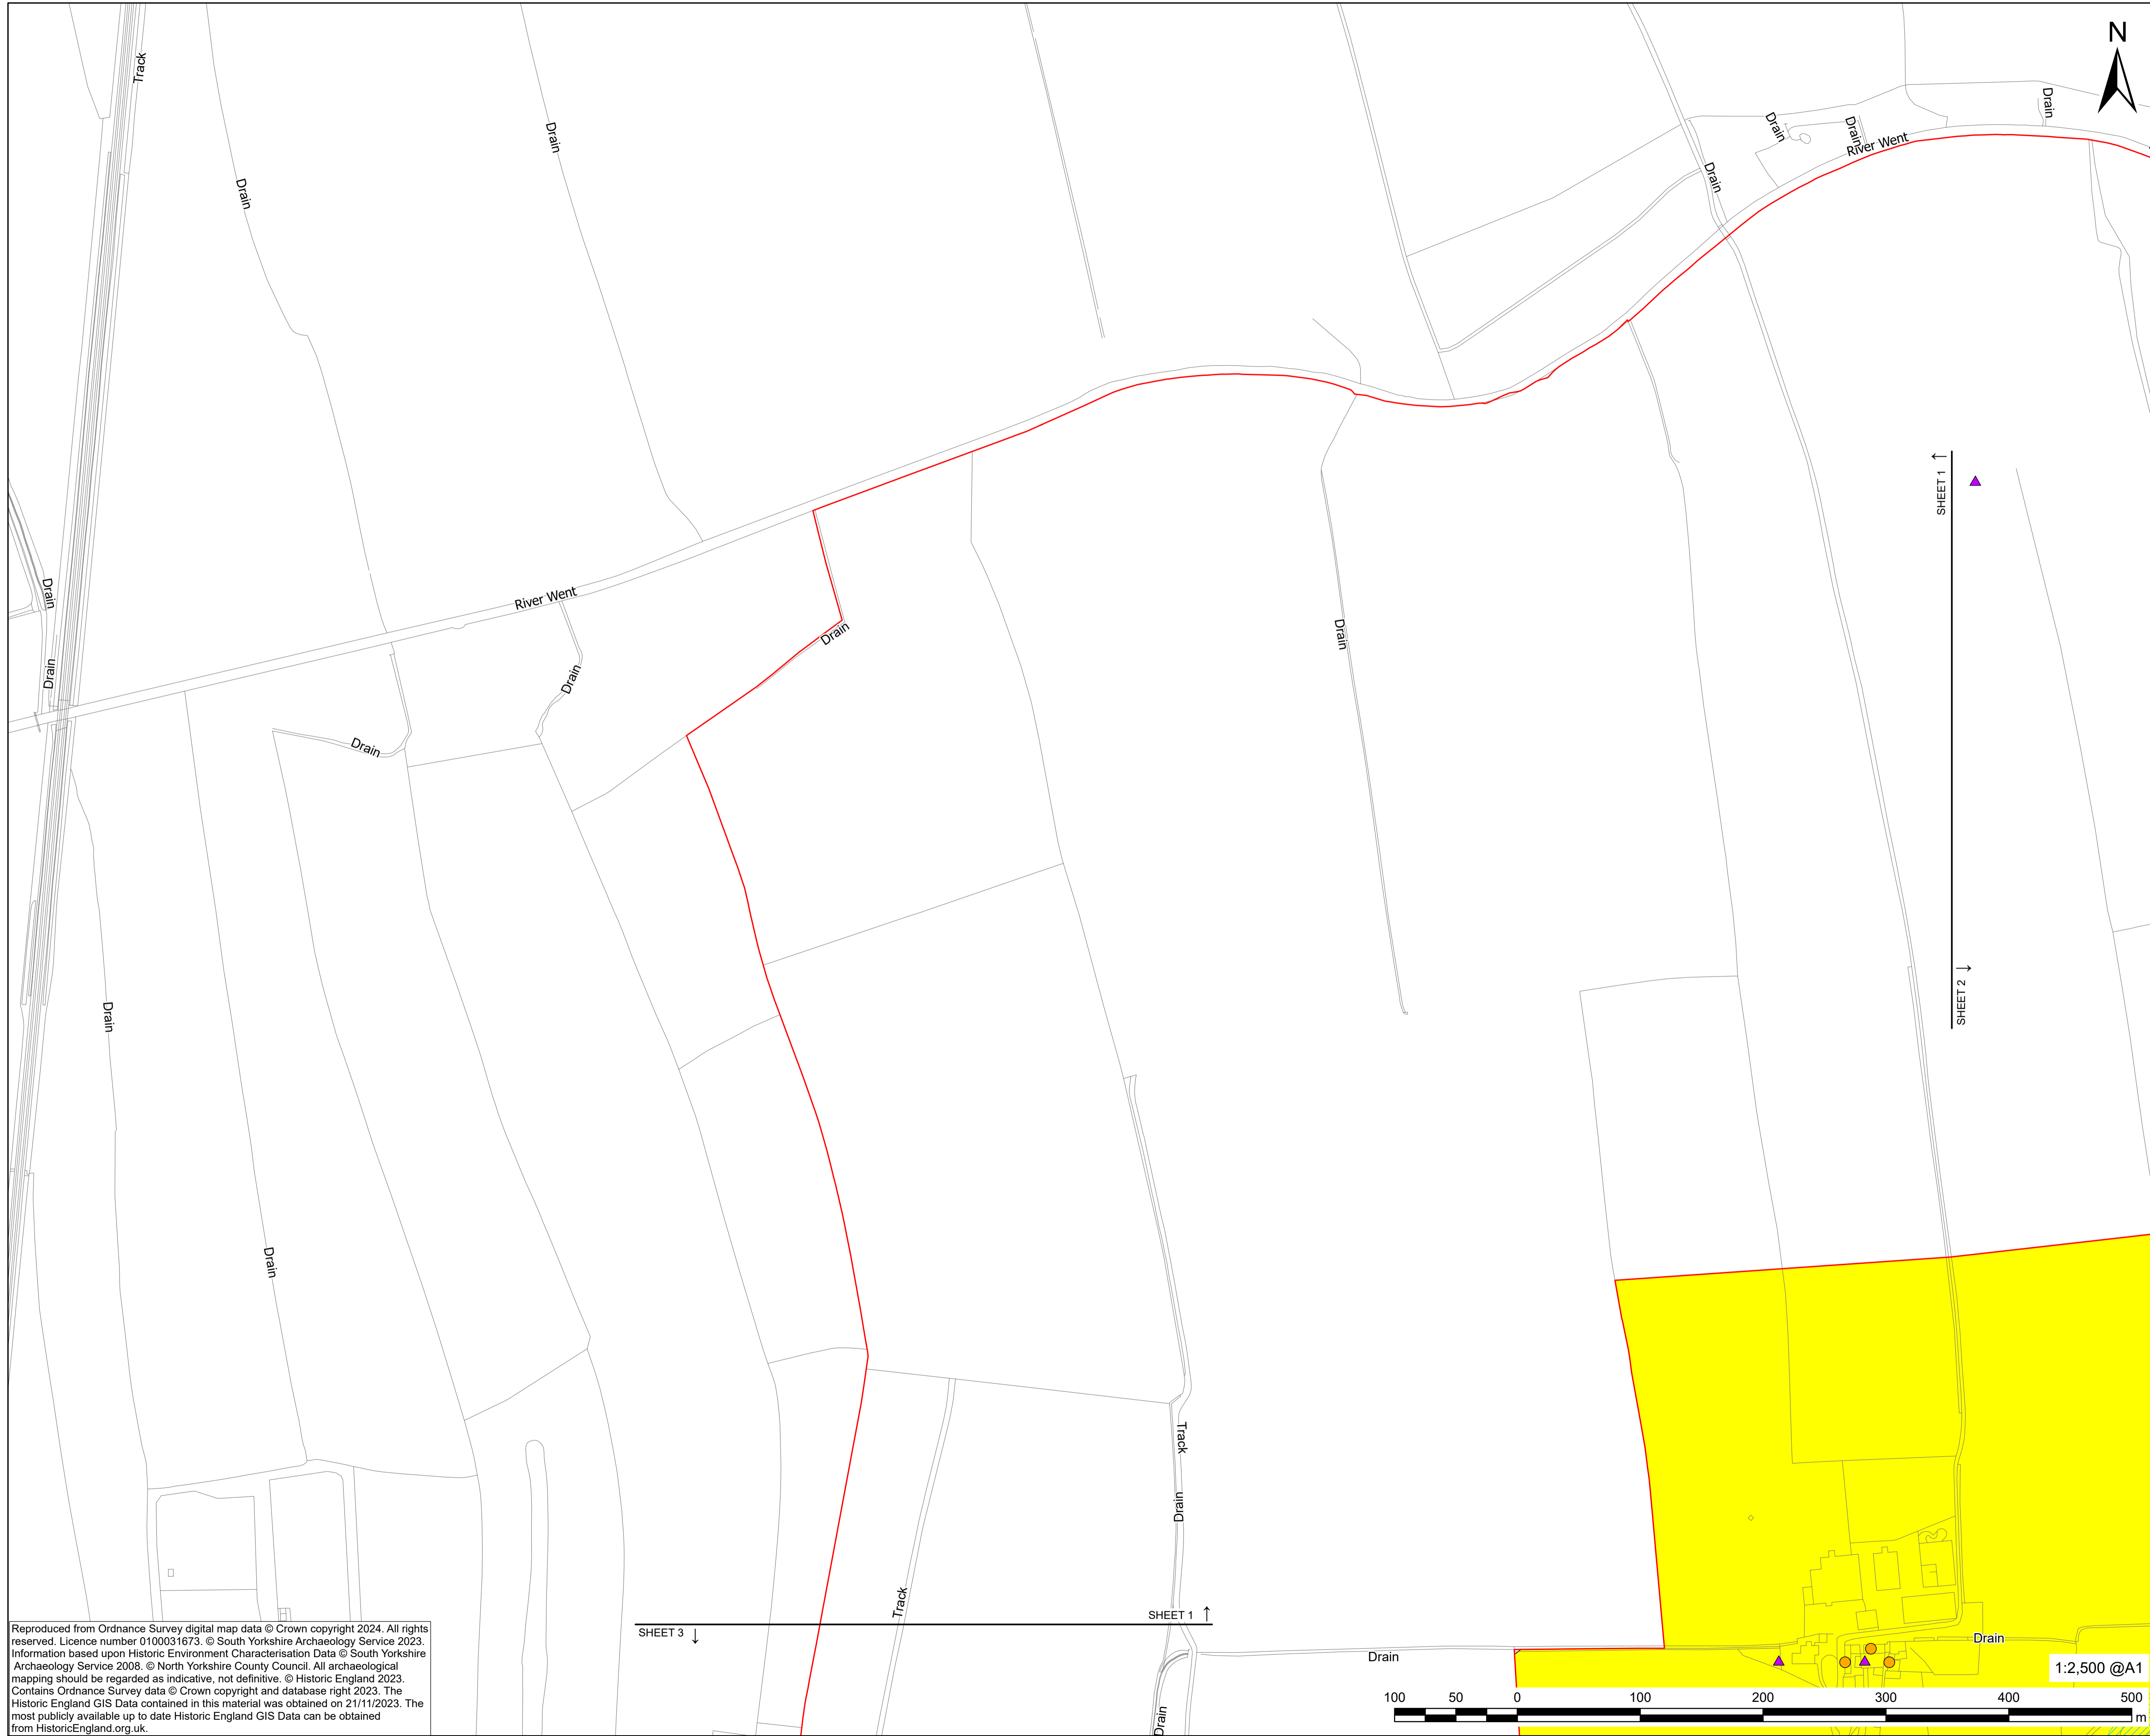 N
Track
Drain
Drain
Drain
Drain
Drain
River Went
Drain
SHEET 1 ←
Drain
River Went
Drain
Drain
Drain
Drain
Drain
Drain
SHEET 2 →
Drain
Drain
Track
Drain
Track
SHEET 1 ↑
SHEET 3 ↓
Drain
Drain
Drain
1:2,500 @A1
100 50 0 100 200 300 400 500
m
Reproduced from Ordnance Survey digital map data © Crown copyright 2024. All rights
reserved. Licence number 0100031673. © South Yorkshire Archaeology Service 2023.
Information based upon Historic Environment Characterisation Data © South Yorkshire
Archaeology Service 2008. © North Yorkshire County Council. All archaeological
mapping should be regarded as indicative, not definitive. © Historic England 2023.
Contains Ordnance Survey data © Crown copyright and database right 2023. The
Historic England GIS Data contained in this material was obtained on 21/11/2023. The
most publicly available up to date Historic England GIS Data can be obtained
from HistoricEngland.org.uk.